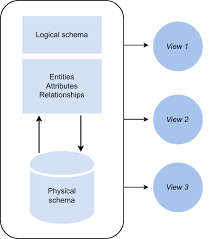 Logical schema
Entities
Attributes
Relationships
Physical
schema
View 1
View 2
View 3